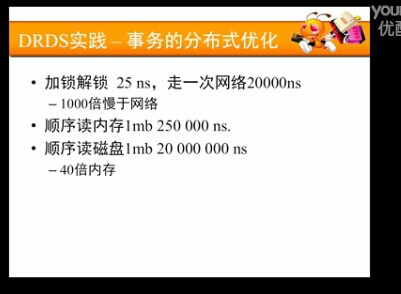 DRDS实践 – 事务的分布式优化
• 加锁解锁 25 ns，走一次网络20000ns
– 1000倍慢于网络
• 顺序读内存1mb 250 000 ns.
• 顺序读磁盘1mb 20 000 000 ns
– 40倍内存
you
优酷